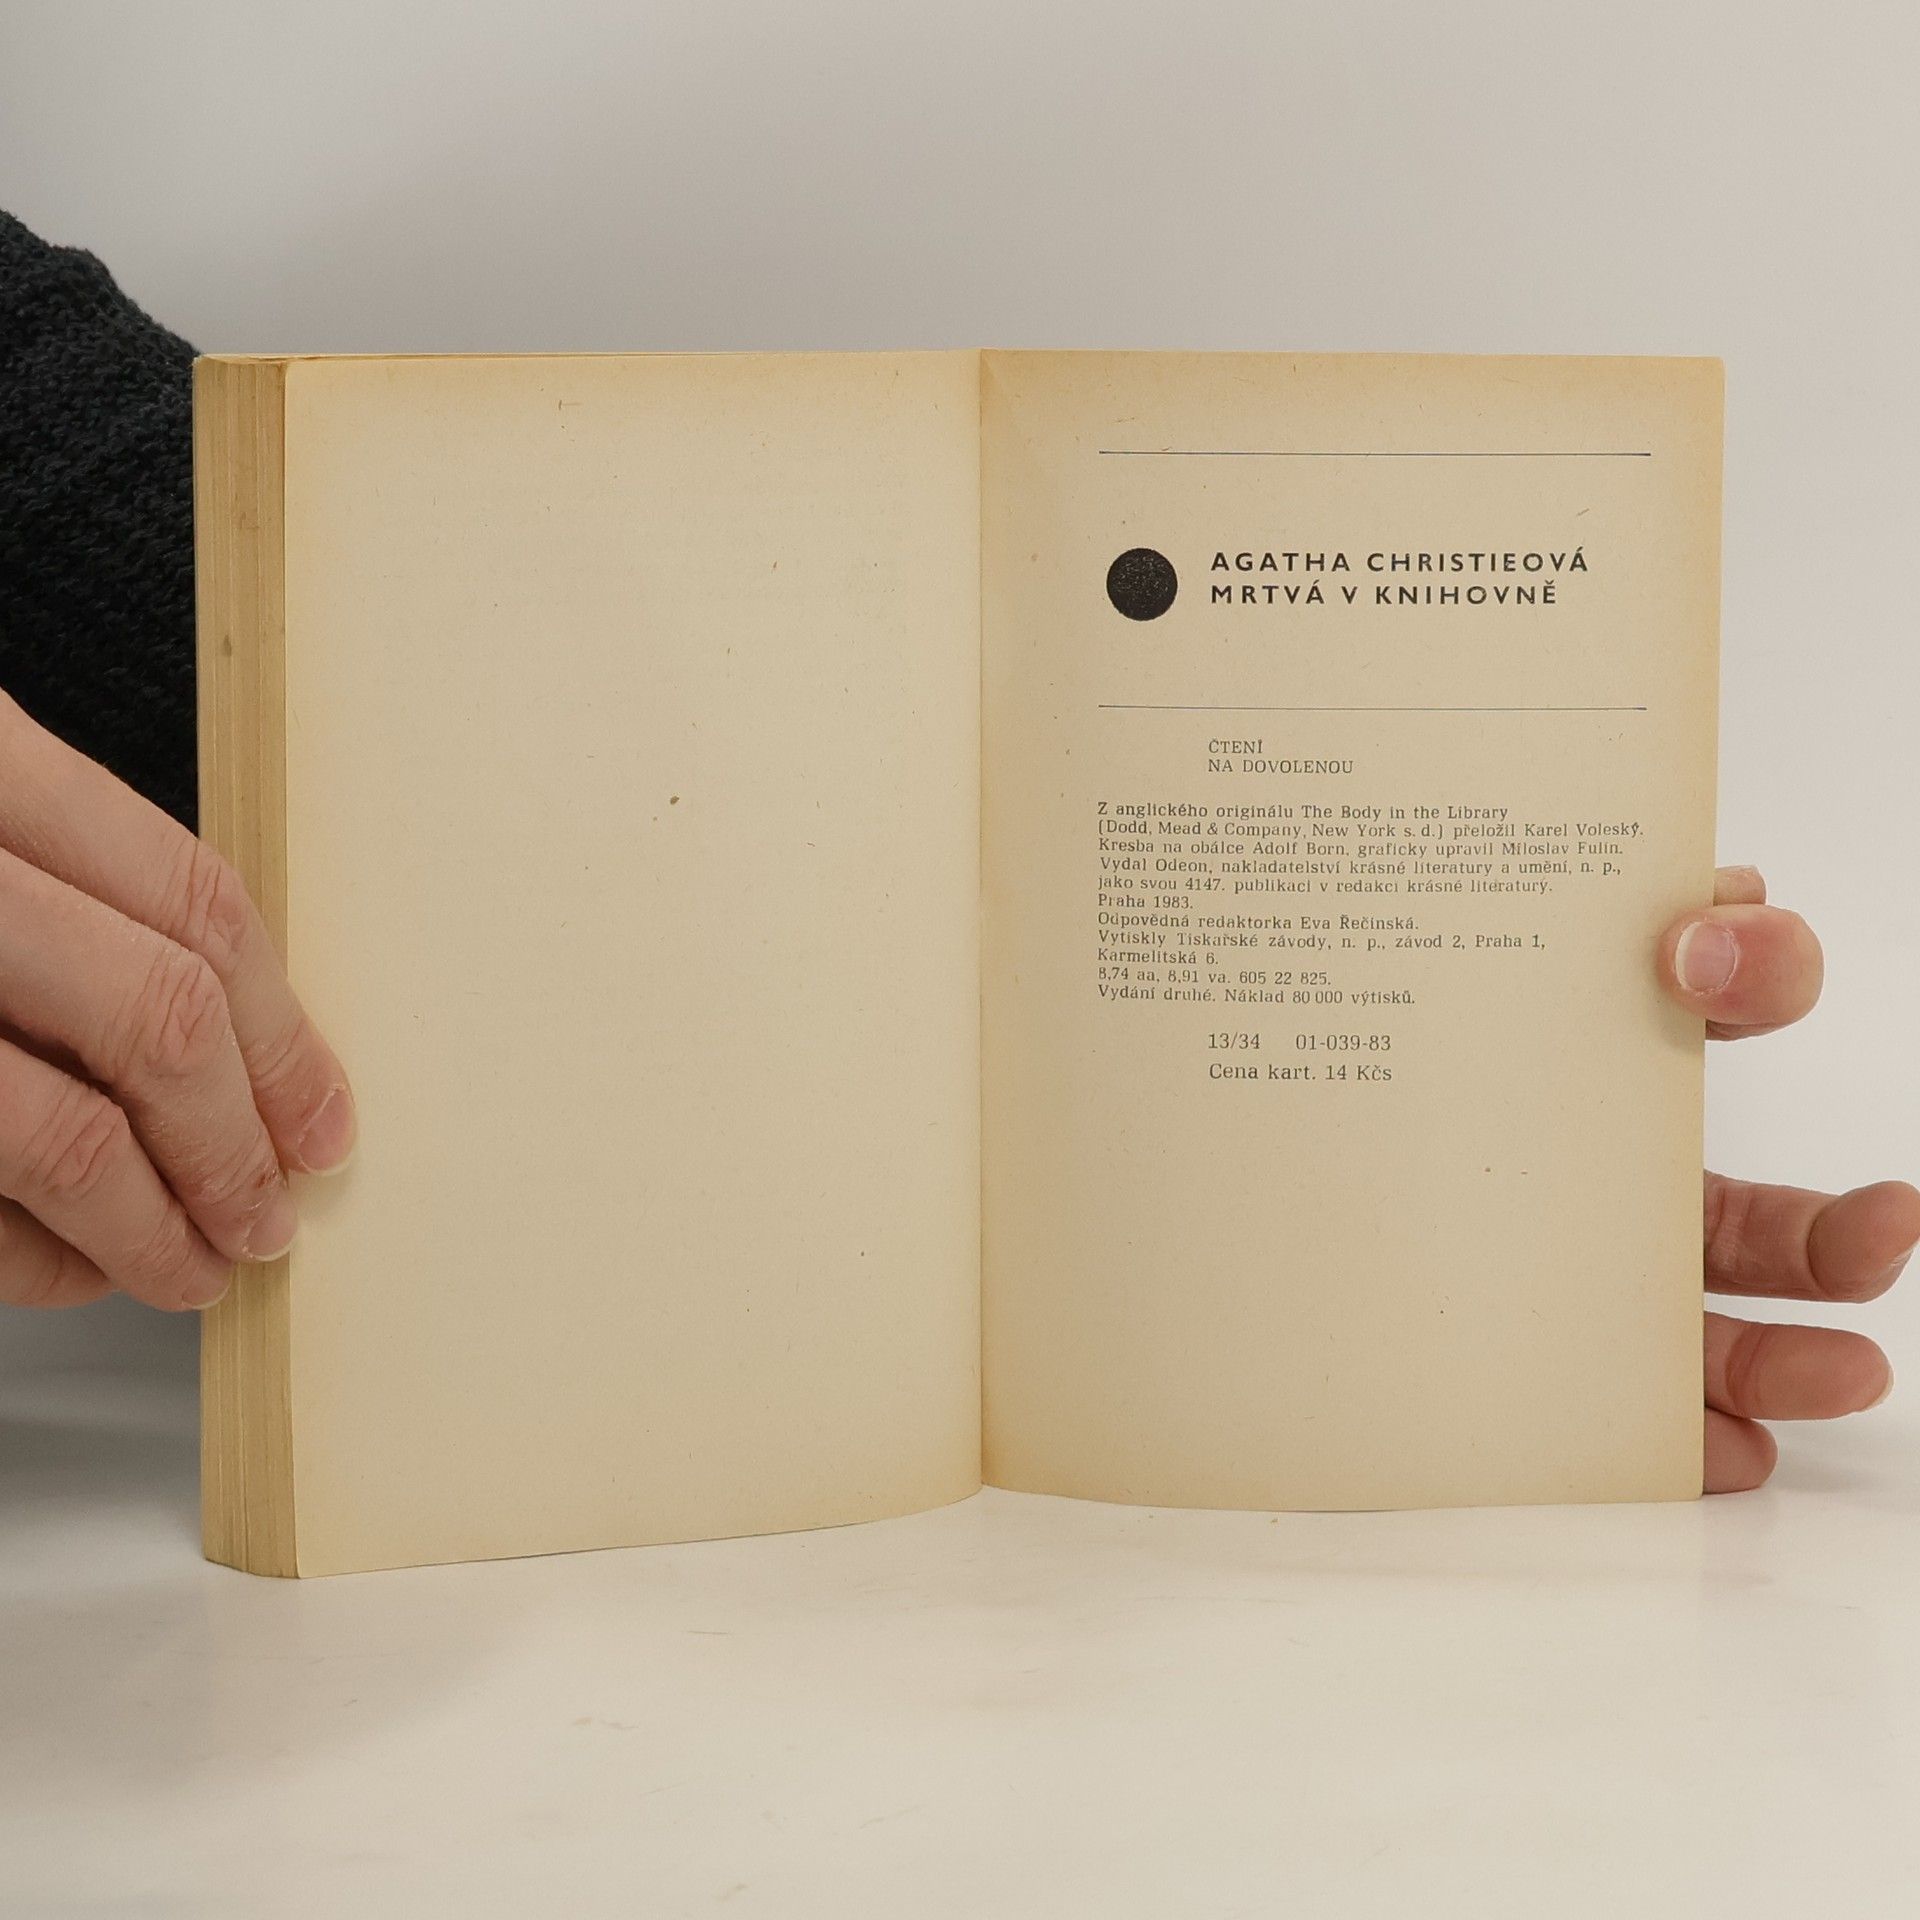 AGATHA CHRISTIEOVÁ
MRTVÁ V KNIHOVNĚ
ČTENÍ
NA DOVOLENOU
Z anglického originálu The Body in the Library
(Dodd, Mead & Company, New York s. d.) přeložil Karel Voleský.
Kresba na obálce Adolf Born, graficky upravil Miloslav Fulín.
Vydal Odeon, nakladatelství krásné literatury a umění, n. p.,
jako svou 4147. publikaci v redakci krásné literatury.
Praha 1983.
Odpovědná redaktorka Eva Řečinská.
Vytiskly Tiskařské závody, n. p., závod 2, Praha 1,
Karmelitská 6.
8,74 aa, 8,91 va. 605 22 825.
Vydání druhé. Náklad 80 000 výtisků.
13/34 01-039-83
Cena kart. 14 Kčs